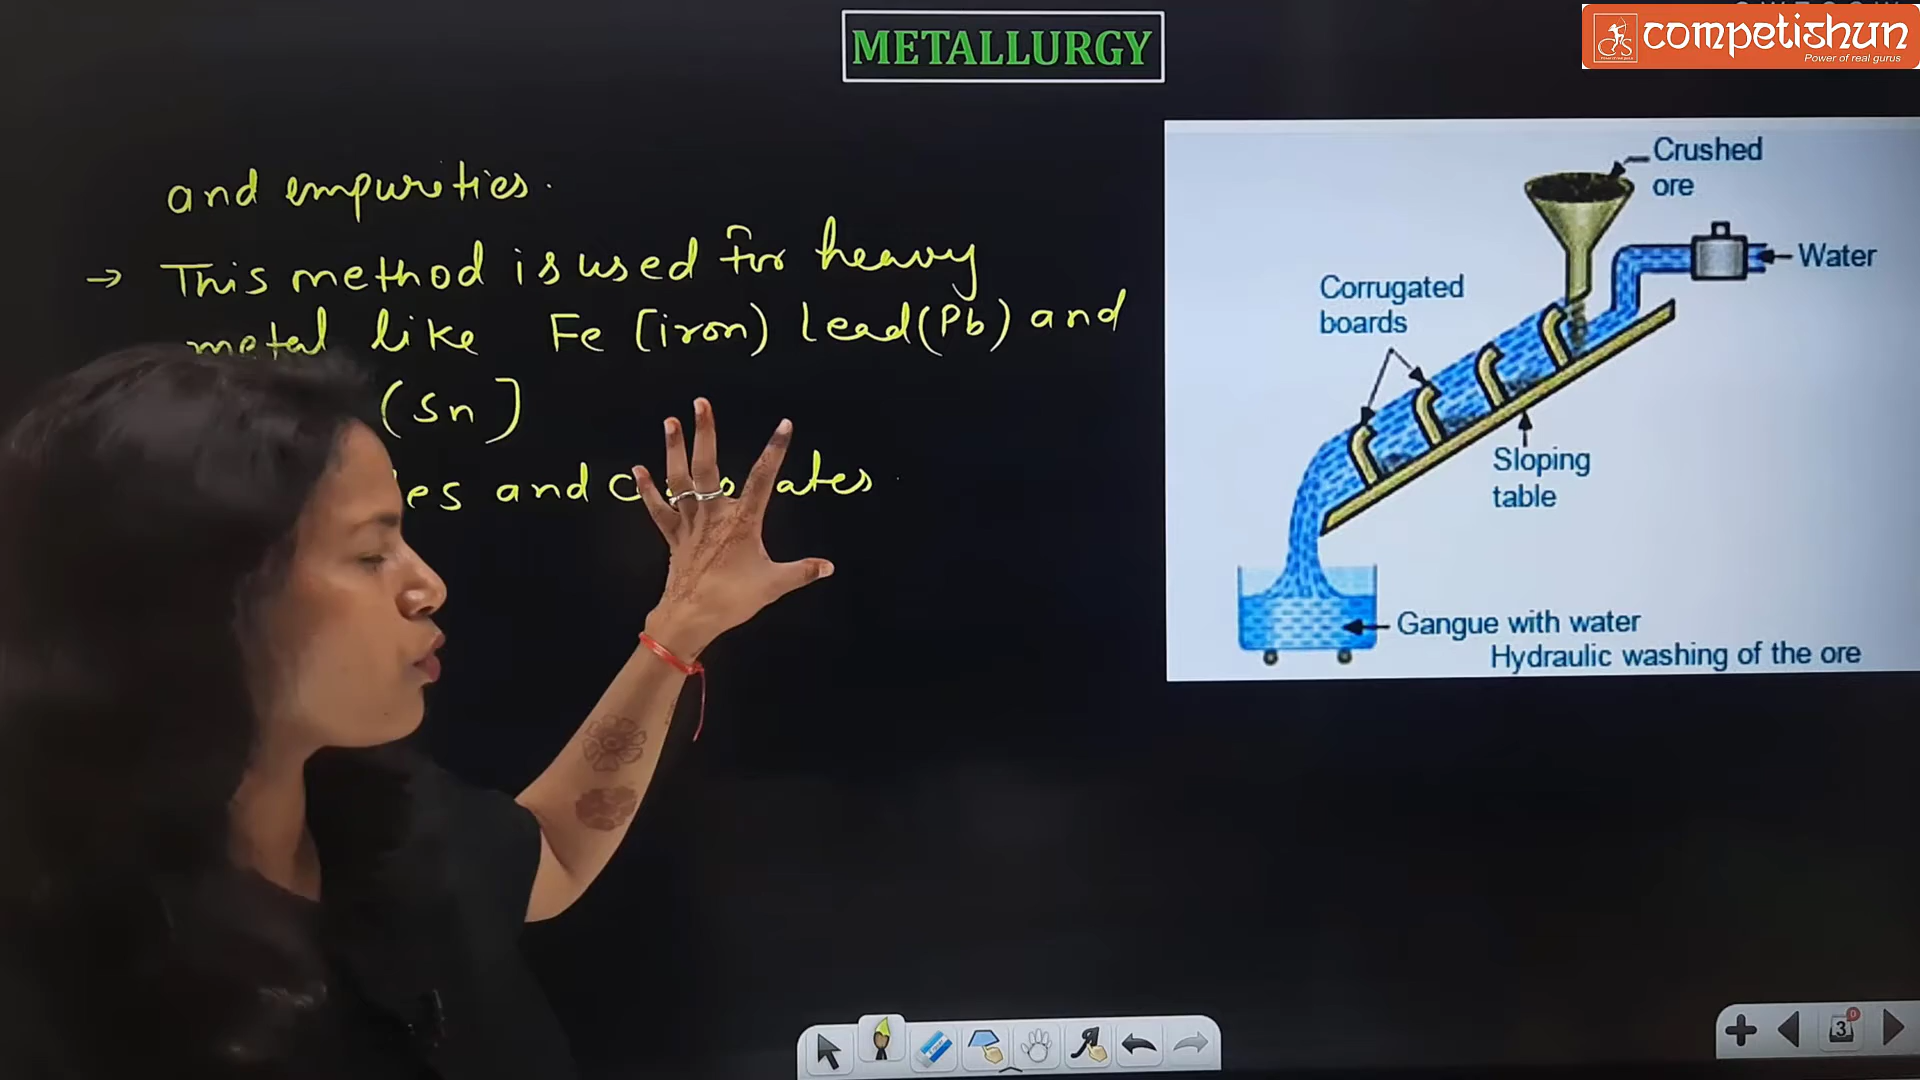 METALLURGY
competishun
Power of real gurus
and empurities.
→ This method is used for heavy
metal like Fe (iron) lead(Pb) and
(Sn)
and
Crushed
ore
Water
Corrugated
boards
Sloping
table
Gangue with water
Hydraulic washing of the ore
3